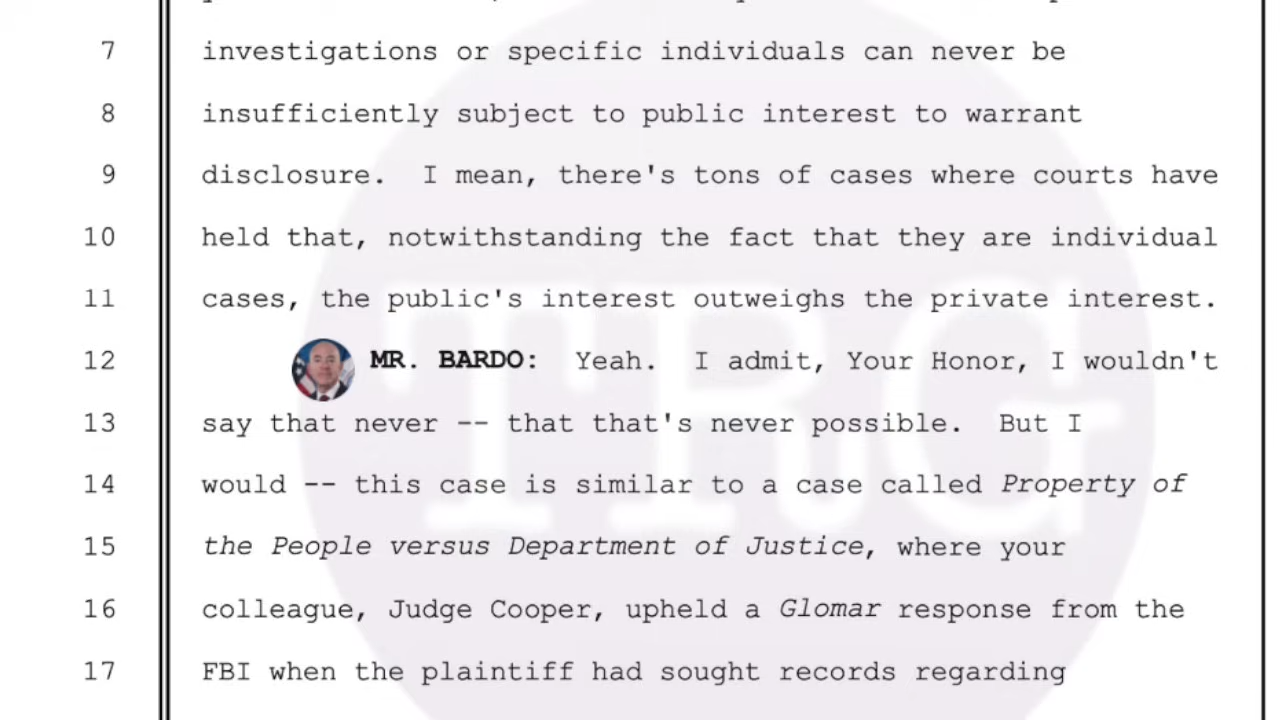 7 investigations or specific individuals can never be
8 insufficiently subject to public interest to warrant
9 disclosure. I mean, there's tons of cases where courts have
10 held that, notwithstanding the fact that they are individual
11 cases, the public's interest outweighs the private interest.
12 MR. BARDO: Yeah. I admit, Your Honor, I wouldn't
13 say that never -- that that's never possible. But I
14 would -- this case is similar to a case called Property of
15 the People versus Department of Justice, where your
16 colleague, Judge Cooper, upheld a Glomar response from the
17 FBI when the plaintiff had sought records regarding
TRG